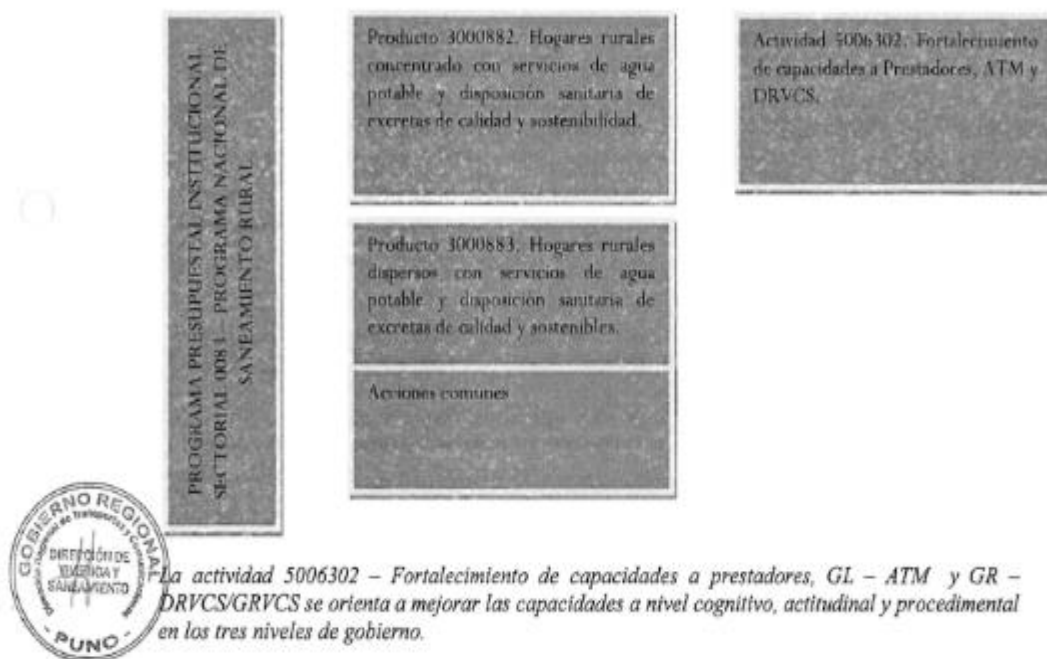 PROGRAMA PRESUPUESTAL INSTITUCIONAL
SECTORIAL 0083 – PROGRAMA NACIONAL DE
SANEAMIENTO RURAL
Producto 3000882. Hogares rurales
concentrado con servicios de agua
potable y disposición sanitaria de
excretas de calidad y sostenibilidad.
Actividad 5006302. Fortalecimiento
de capacidades a Prestadores, ATM y
DRVCS.
Producto 3000883. Hogares rurales
dispersos con servicios de agua
potable y disposición sanitaria de
excretas de calidad y sostenibles.
Acciones comunes
GOBIERNO REGIONAL
DIRECCIÓN DE
VIVIENDA Y
SANEAMIENTO
- PUNO -
La actividad 5006302 – Fortalecimiento de capacidades a prestadores, GL – ATM y GR –
DRVCS/GRVCS se orienta a mejorar las capacidades a nivel cognitivo, actitudinal y procedimental
en los tres niveles de gobierno.